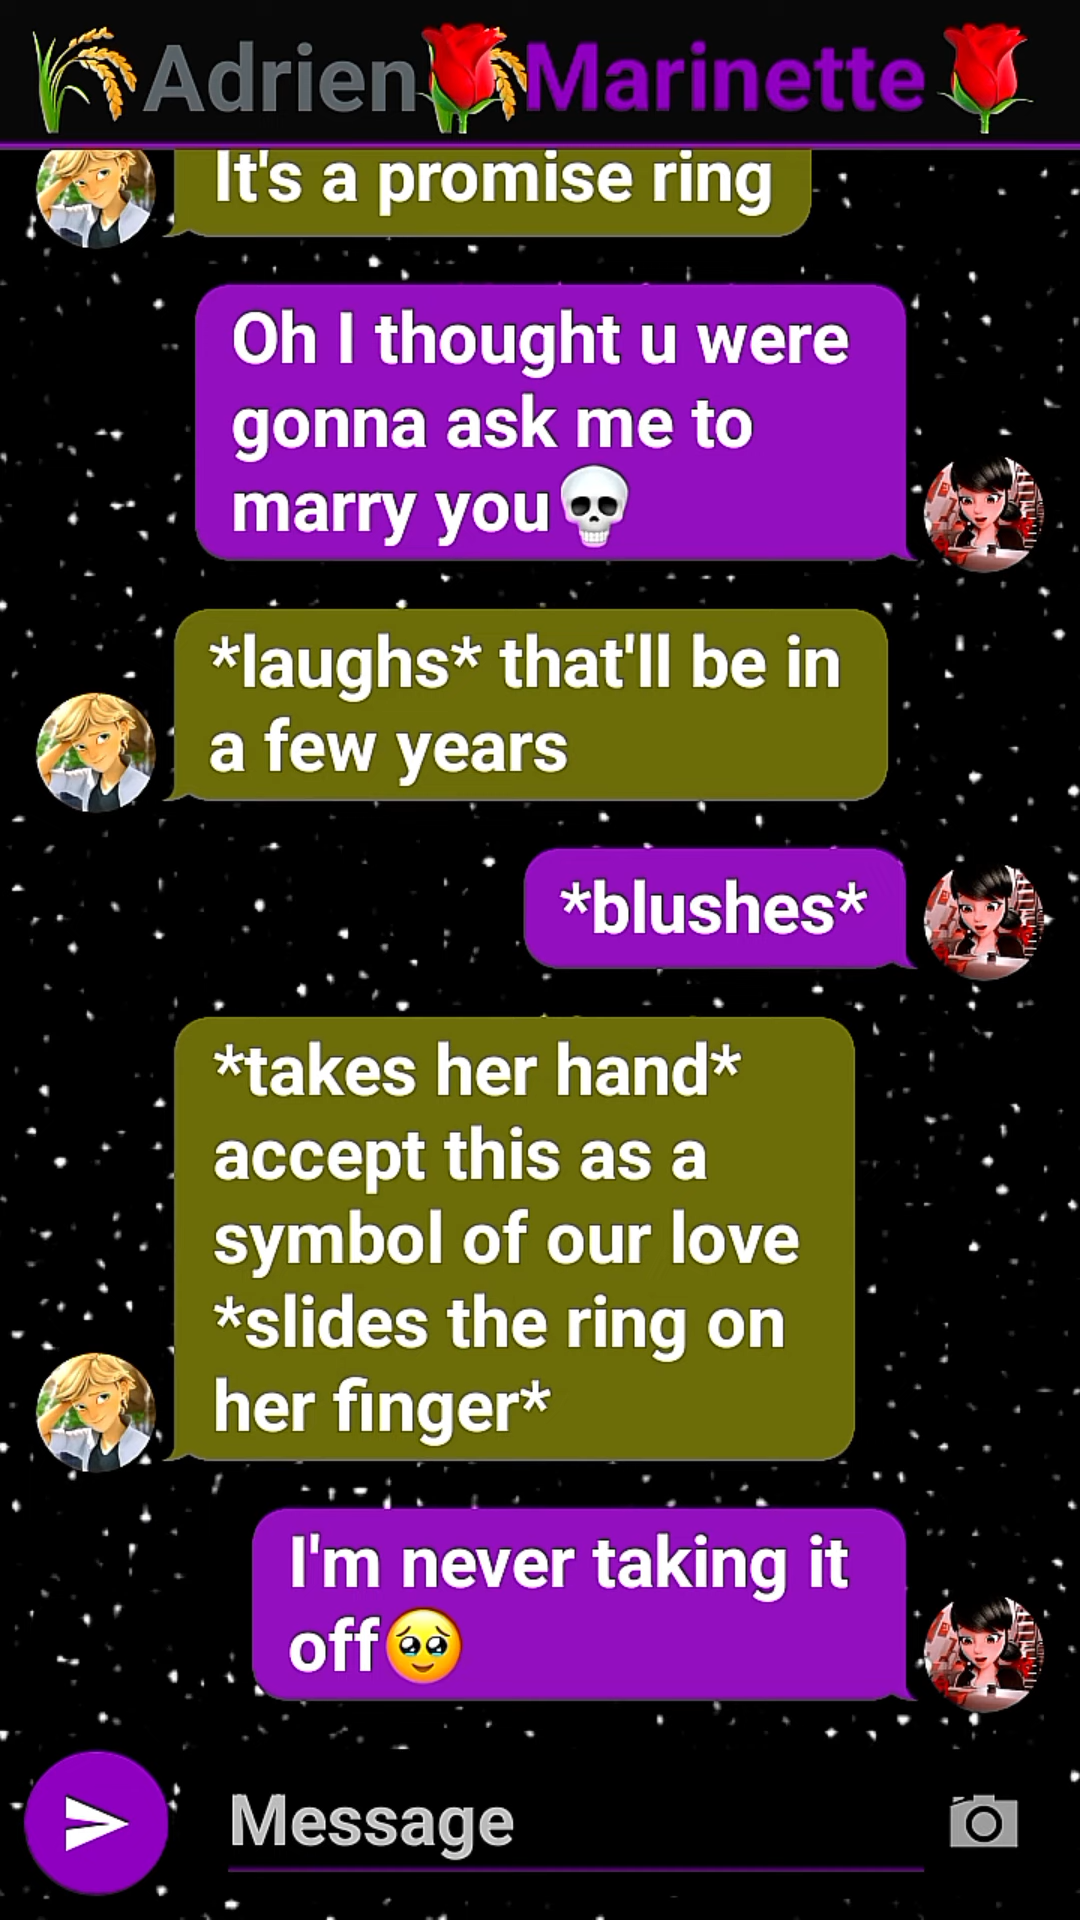 🌾Adrien🌹🌾Marinette🌹
It's a promise ring
Oh I thought u were
gonna ask me to
marry you💀
*laughs* that'll be in
a few years
*blushes*
*takes her hand*
accept this as a
symbol of our love
*slides the ring on
her finger*
I'm never taking it
off🥹
Message